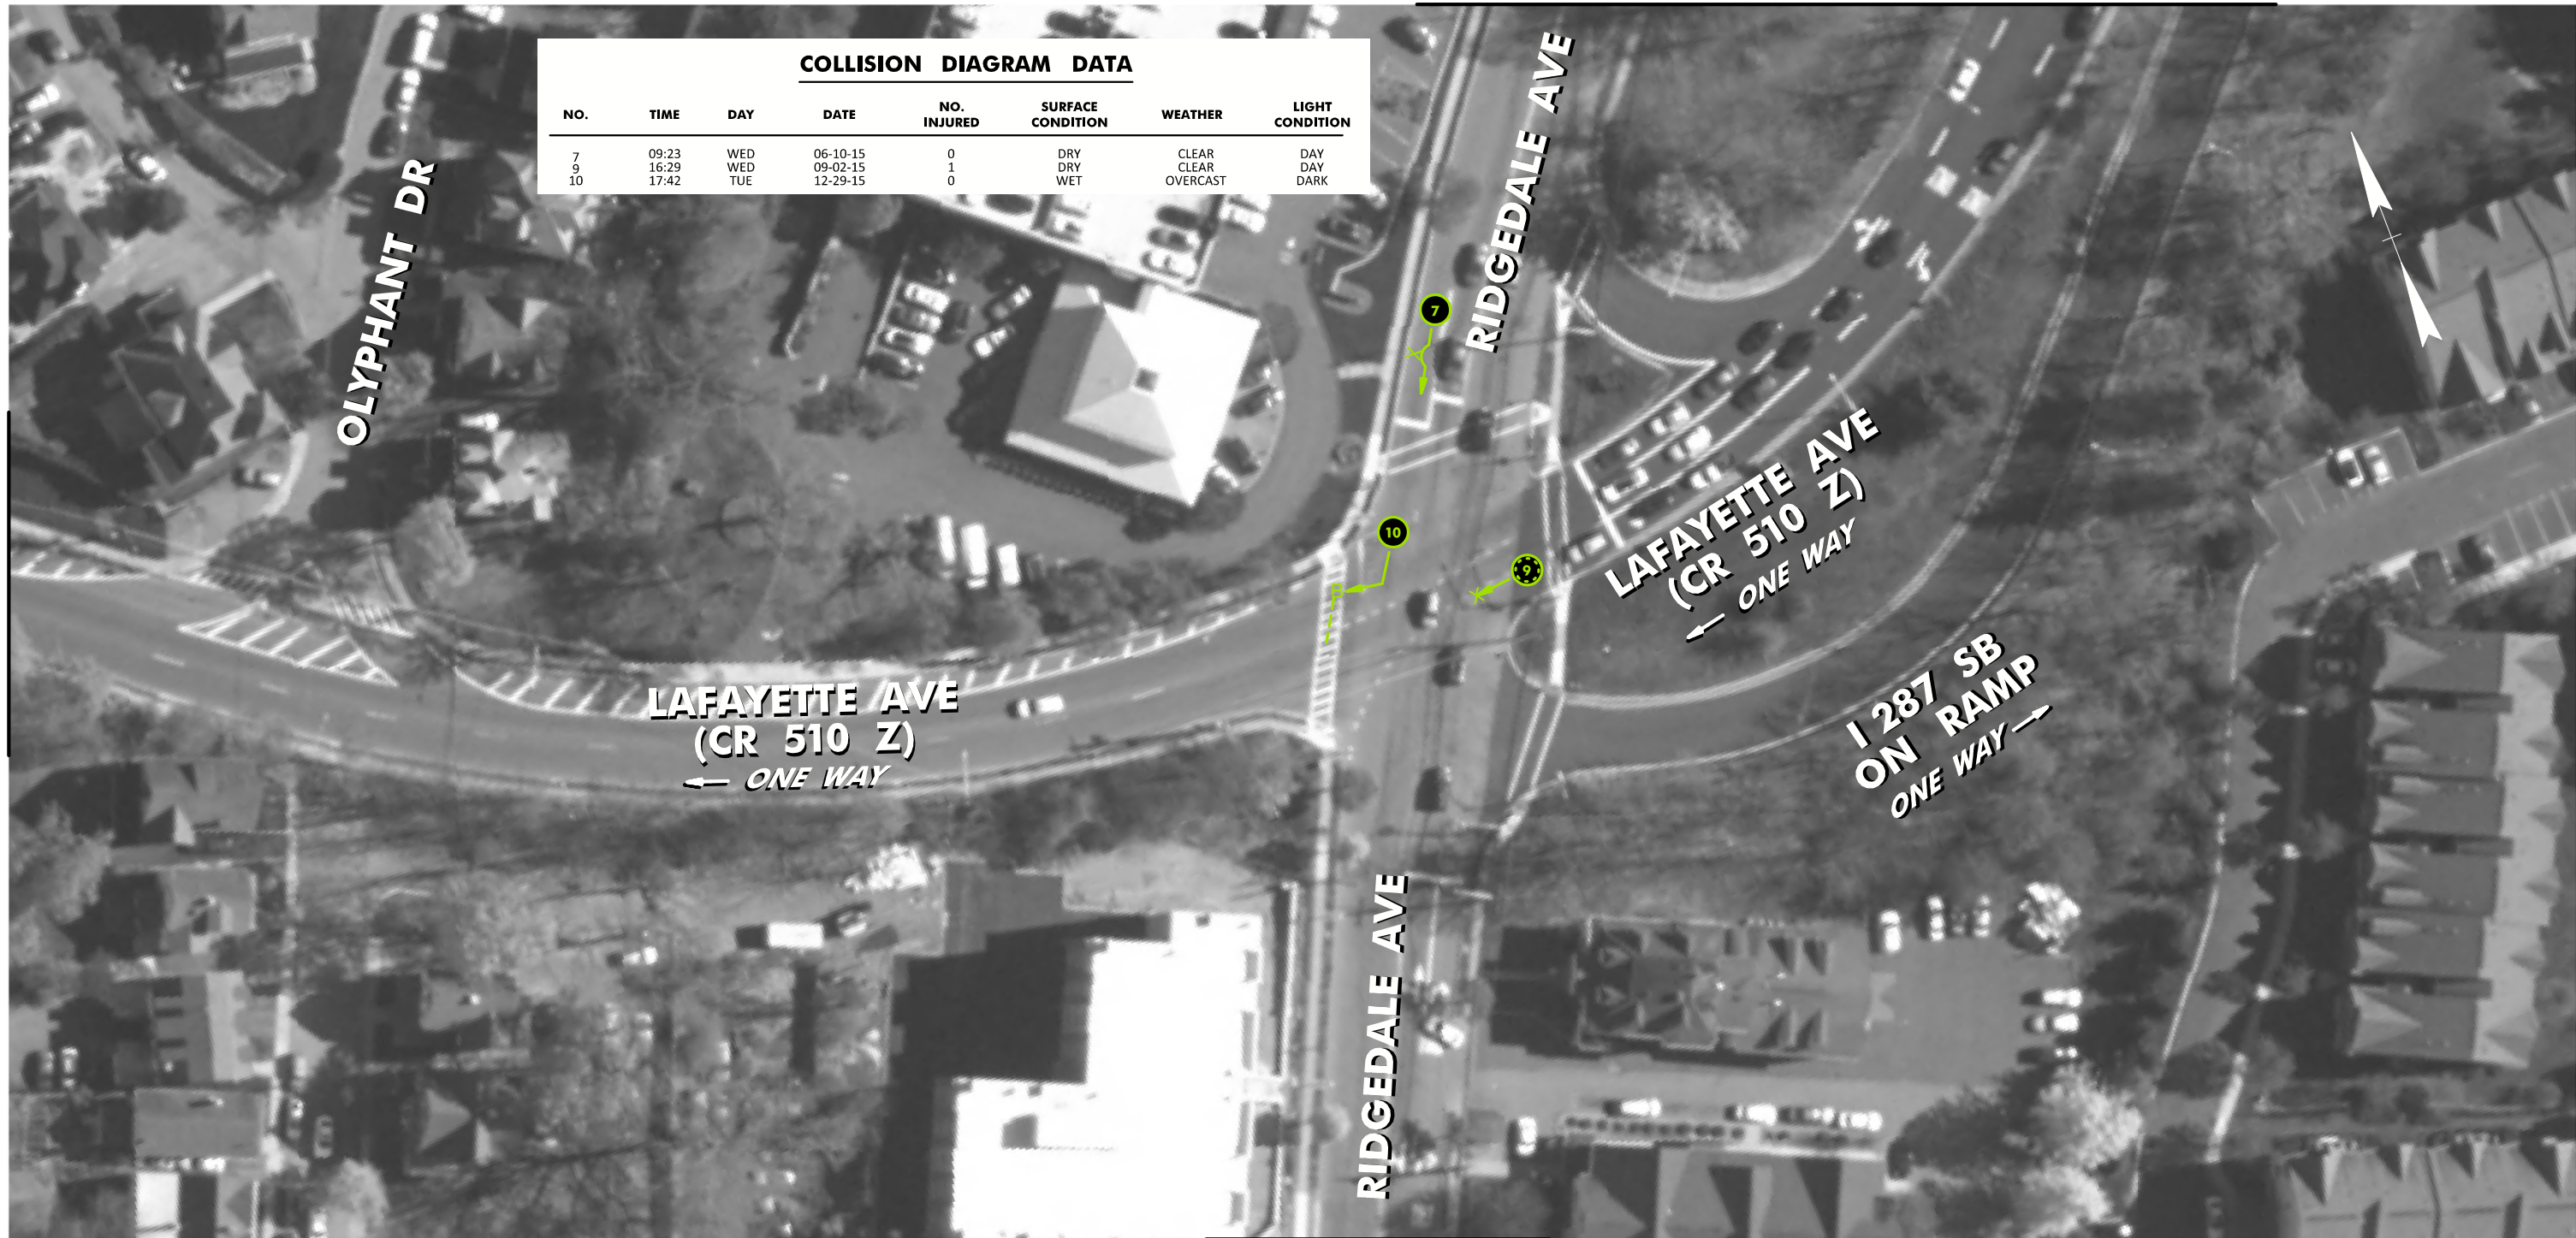 COLLISION DIAGRAM DATA
NO. TIME DAY DATE NO. INJURED SURFACE CONDITION WEATHER LIGHT CONDITION
7 09:23 WED 06-10-15 0 DRY CLEAR DAY
9 16:29 WED 09-02-15 1 DRY CLEAR DAY
10 17:42 TUE 12-29-15 0 WET OVERCAST DARK
RIDGEDALE AVE
OLYPHANT DR
7
10
9
LAFAYETTE AVE
(CR 510 Z)
ONE WAY
I 287 SB
ON RAMP
ONE WAY
LAFAYETTE AVE
(CR 510 Z)
ONE WAY
RIDGEDALE AVE